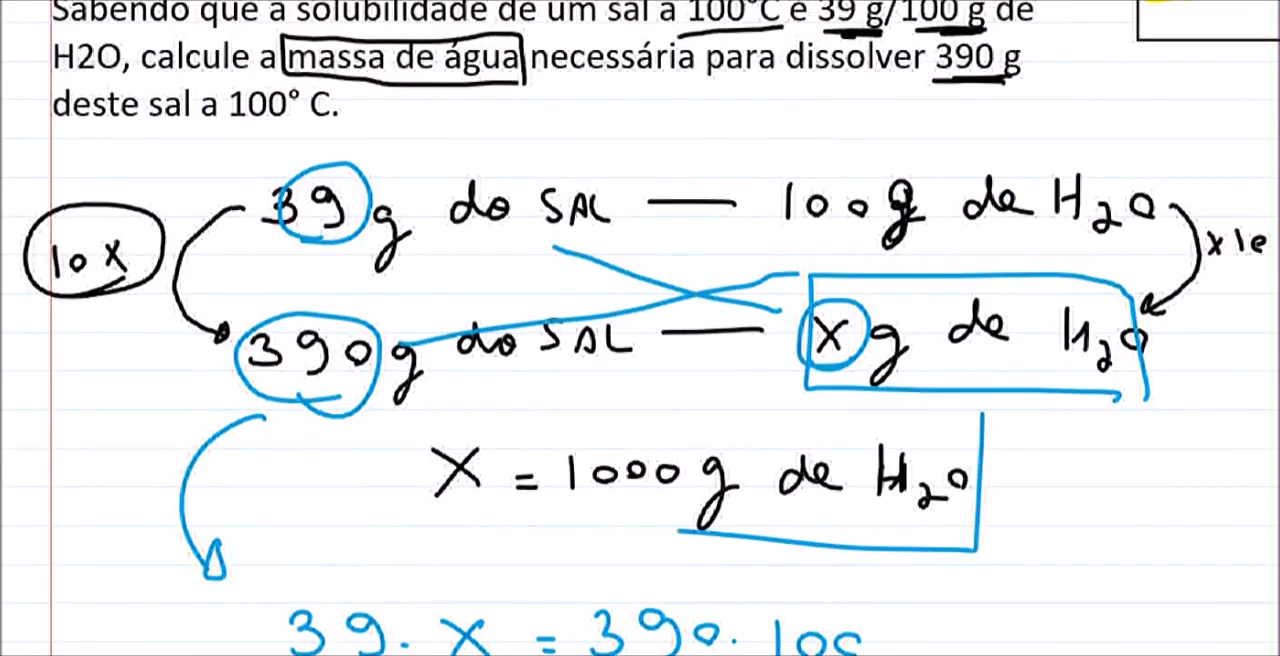 Sabendo que a solubilidade de um sal a 100°C é 39 g/100 g de
H2O, calcule a massa de água necessária para dissolver 390 g
deste sal a 100° C.
39 g do SAL — 100g de H2O
10 X
x 10
390 g do SAL — x g de H2O
X = 1000 g de H2O
39. X = 390. 100